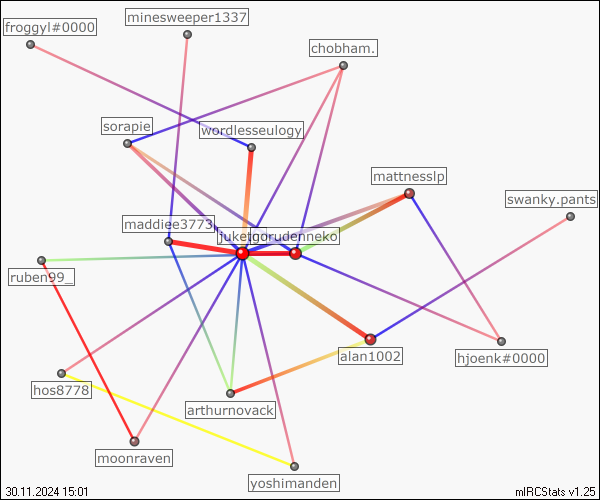 minesweeper1337
froggyl#0000
chobham.
sorapie
wordlesseulogy
mattnesslp
swanky.pants
maddiee3773
gokudenneko
ruben99_
alan1002
hjoenk#0000
hos8778
arthurnovack
moonraven
yoshimanden
30.11.2024 15:01
mIRCStats v1.25